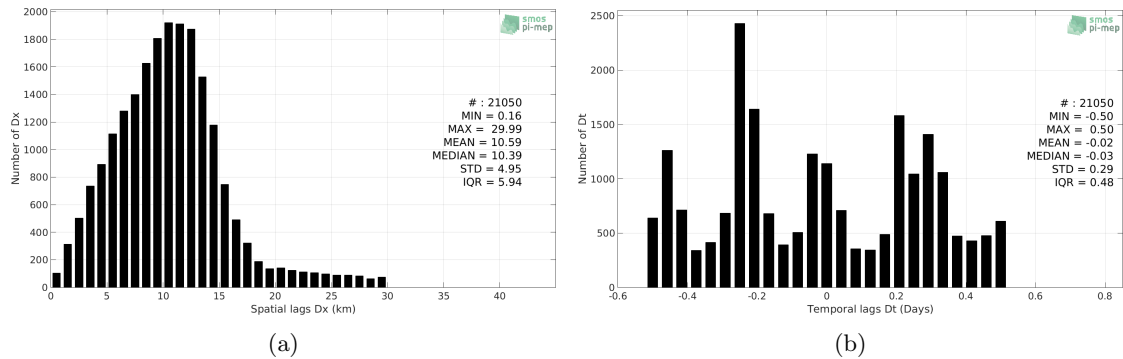 smos
pi-mep
2000
1800
1600
1400
1200
1000
800
600
400
200
0
Number of Dx
# : 21050
MIN = 0.16
MAX = 29.99
MEAN = 10.59
MEDIAN = 10.39
STD = 4.95
IQR = 5.94
0 5 10 15 20 25 30 35 40
Spatial lags Dx (km)
(a)
smos
pi-mep
2500
2000
1500
1000
500
0
Number of Dt
# : 21050
MIN = -0.50
MAX = 0.50
MEAN = -0.02
MEDIAN = -0.03
STD = 0.29
IQR = 0.48
-0.6 -0.4 -0.2 0 0.2 0.4 0.6 0.8
Temporal lags Dt (Days)
(b)